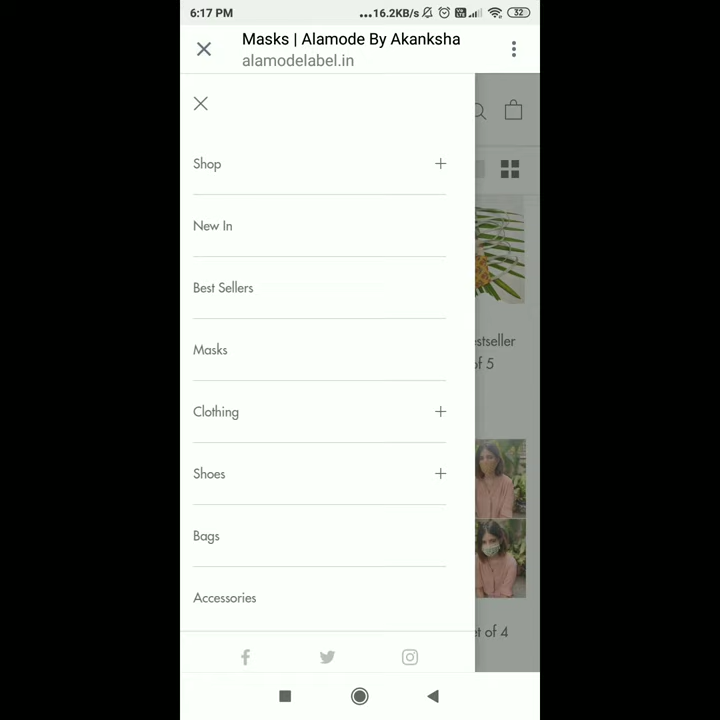 6:17 PM
...16.2KB/s
32
Masks | Alamode By Akanksha
alamodelabel.in
Shop
New In
Best Sellers
estseller
Masks
of 5
Clothing
Shoes
Bags
Accessories
et of 4